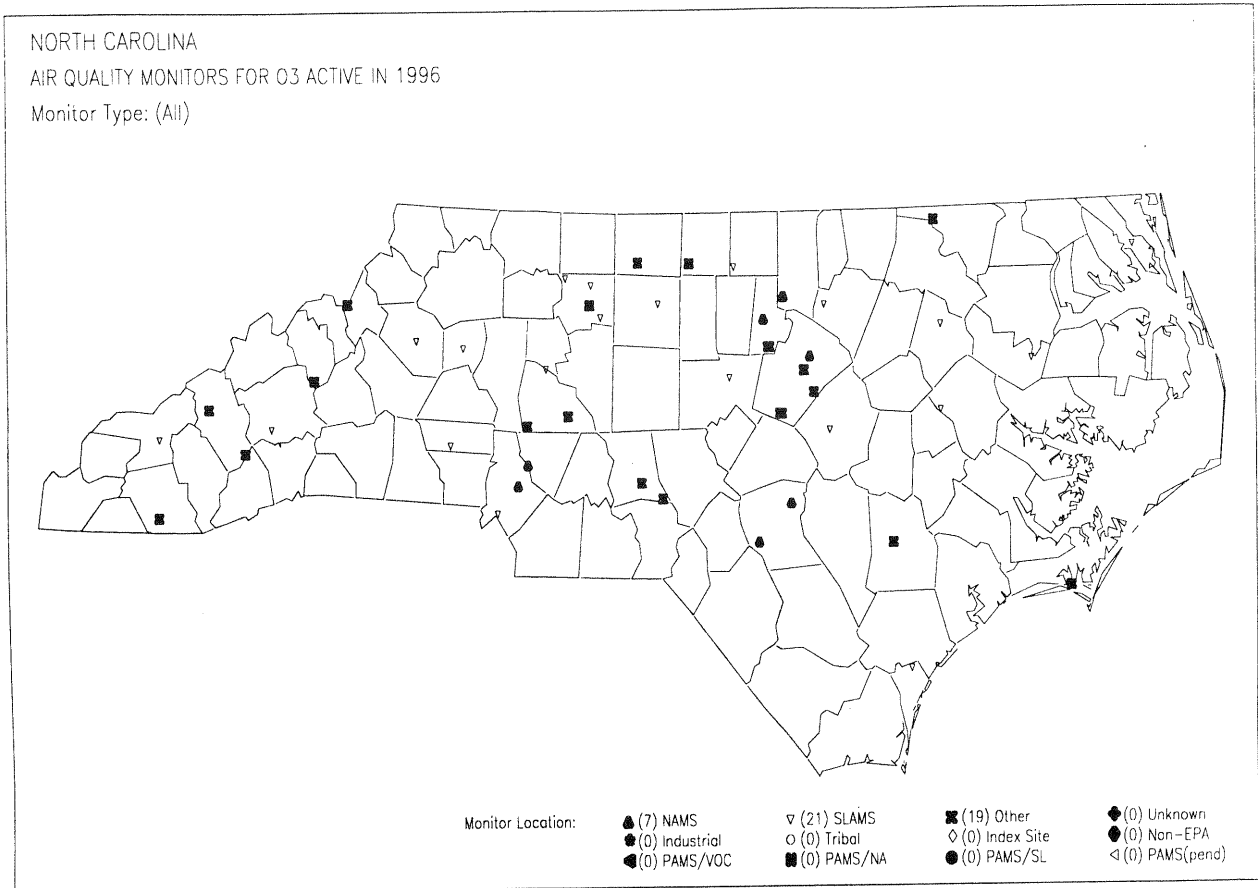 NORTH CAROLINA
AIR QUALITY MONITORS FOR O3 ACTIVE IN 1996
Monitor Type: (All)
Monitor Location: (7) NAMS (21) SLAMS (19) Other (0) Unknown
(0) Industrial (0) Tribal (0) Index Site (0) Non-EPA
(0) PAMS/VOC (0) PAMS/NA (0) PAMS/SL (0) PAMS(pend)